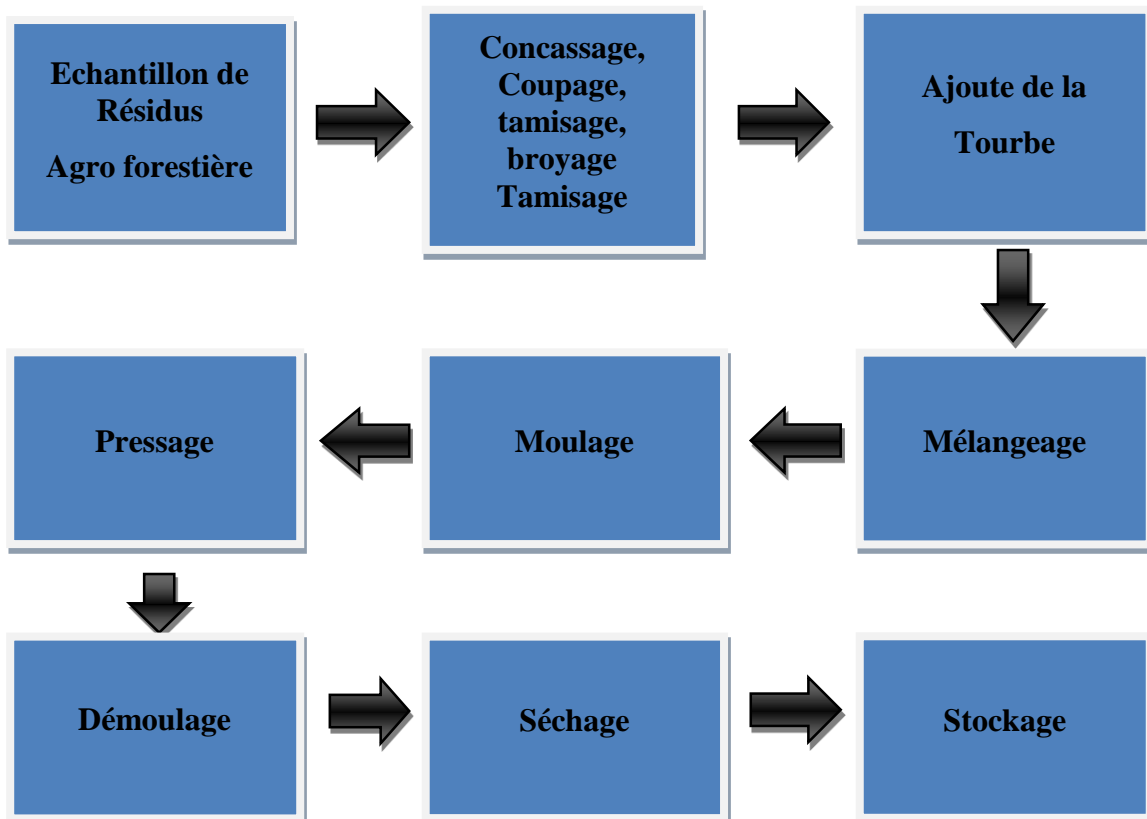 Echantillon de
Résidus
Agro forestière
Concassage,
Coupage,
tamisage,
broyage
Tamisage
Ajoute de la
Tourbe
Mélangeage
Moulage
Pressage
Démoulage
Séchage
Stockage